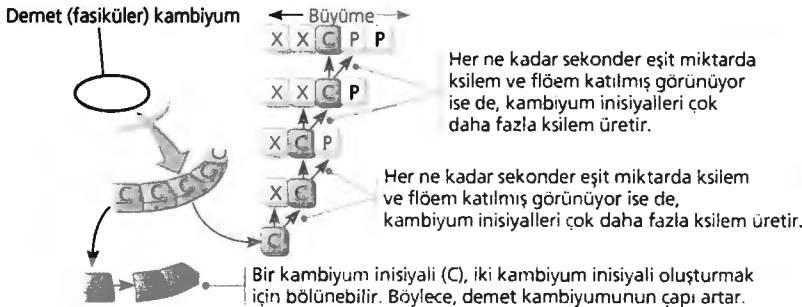 Demet (fasiküler) kambiyum
Büyüme
X X C P P
X X C P
X C P
X C
C
C C C C C
Her ne kadar sekonder eşit miktarda
ksilem ve flöem katılmış görünüyor
ise de, kambiyum inisiyalleri çok
daha fazla ksilem üretir.
Her ne kadar sekonder eşit miktarda ksilem
ve flöem katılmış görünüyor ise de,
kambiyum inisiyalleri çok daha fazla ksilem üretir.
Bir kambiyum inisiyali (C), iki kambiyum inisiyali oluşturmak
için bölünebilir. Böylece, demet kambiyumunun çapı artar.